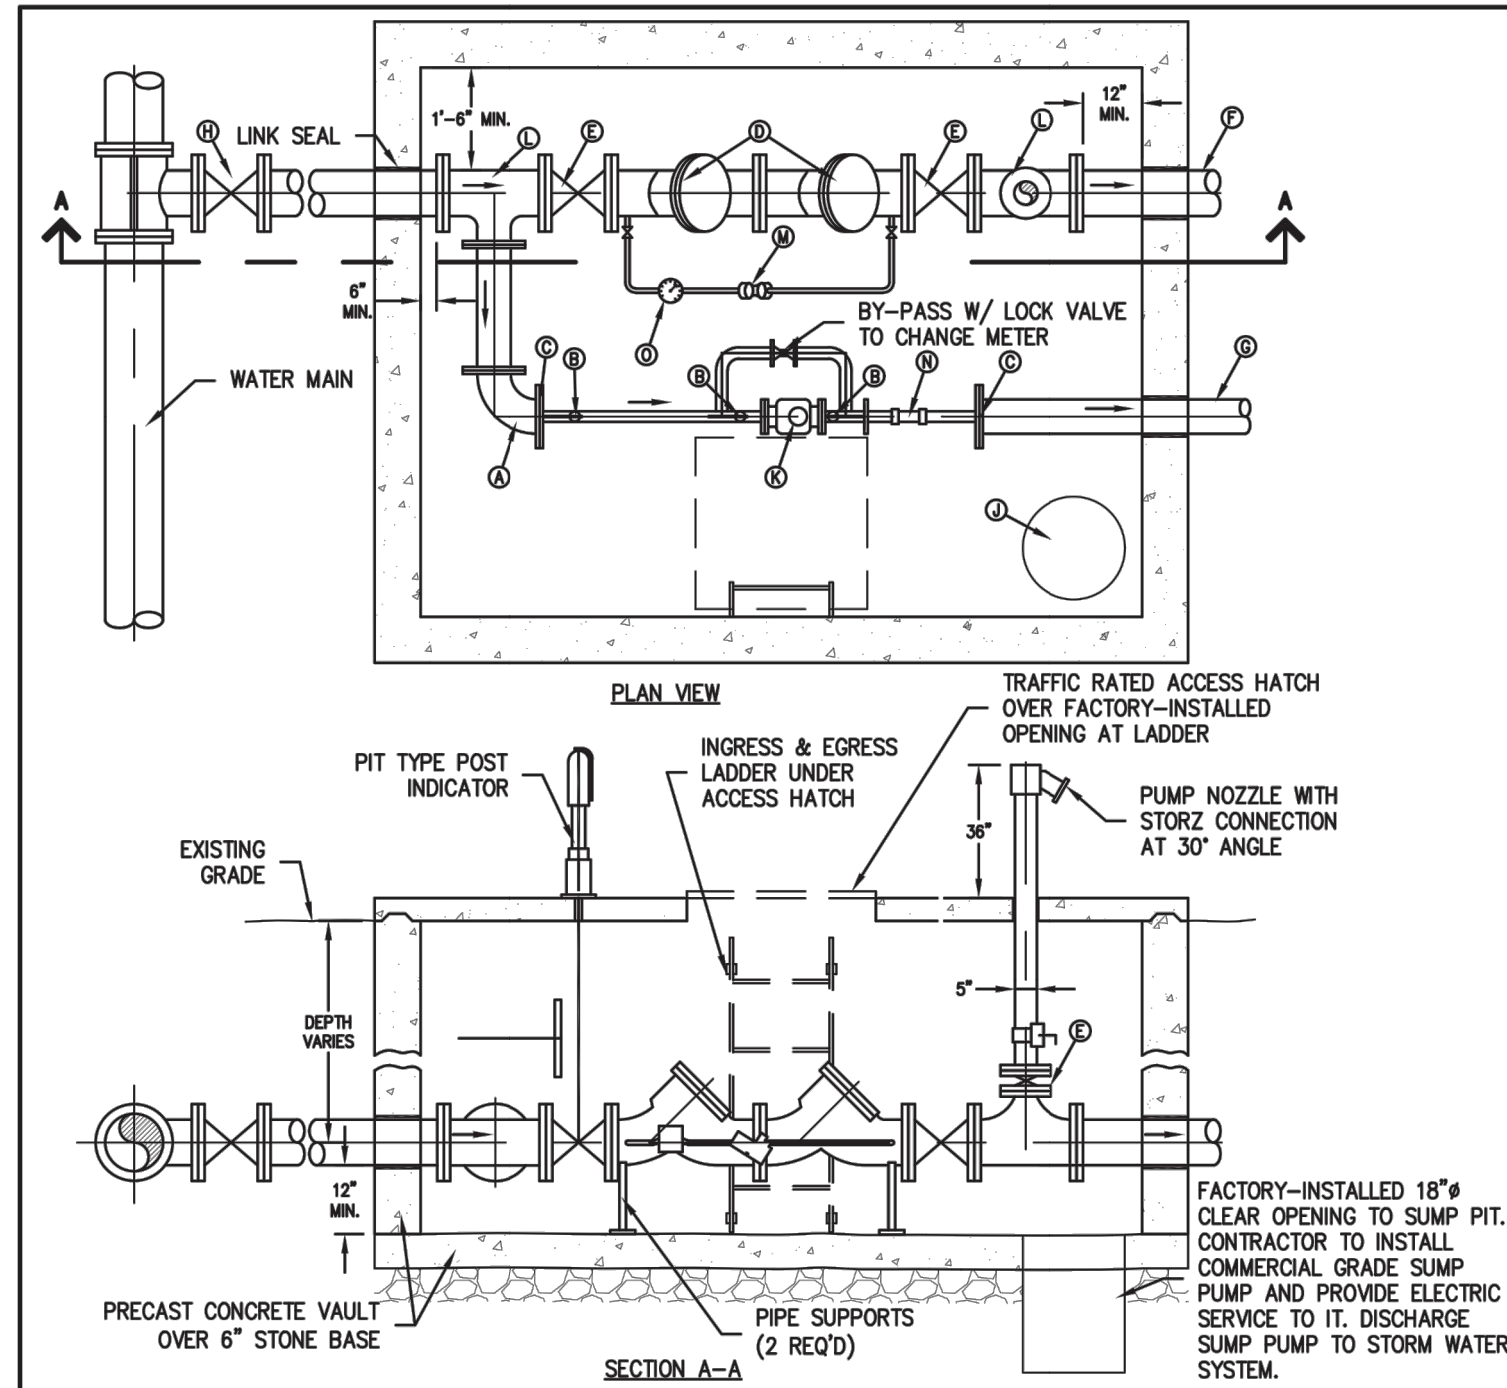 12"
MIN.
1'-6" MIN.
H
LINK SEAL
L
E
D
E
L
F
A
A
M
6"
MIN.
O
BY-PASS W/ LOCK VALVE
TO CHANGE METER
WATER MAIN
C
B
B
B
N
C
G
A
K
J
PLAN VIEW
TRAFFIC RATED ACCESS HATCH
OVER FACTORY-INSTALLED
OPENING AT LADDER
PIT TYPE POST
INDICATOR
INGRESS & EGRESS
LADDER UNDER
ACCESS HATCH
36"
PUMP NOZZLE WITH
STORZ CONNECTION
AT 30° ANGLE
EXISTING
GRADE
5"
DEPTH
VARIES
E
12"
MIN.
FACTORY-INSTALLED 18"ø
CLEAR OPENING TO SUMP PIT.
CONTRACTOR TO INSTALL
COMMERCIAL GRADE SUMP
PUMP AND PROVIDE ELECTRIC
SERVICE TO IT. DISCHARGE
SUMP PUMP TO STORM WATER
SYSTEM.
PRECAST CONCRETE VAULT
OVER 6" STONE BASE
PIPE SUPPORTS
(2 REQ'D)
SECTION A-A